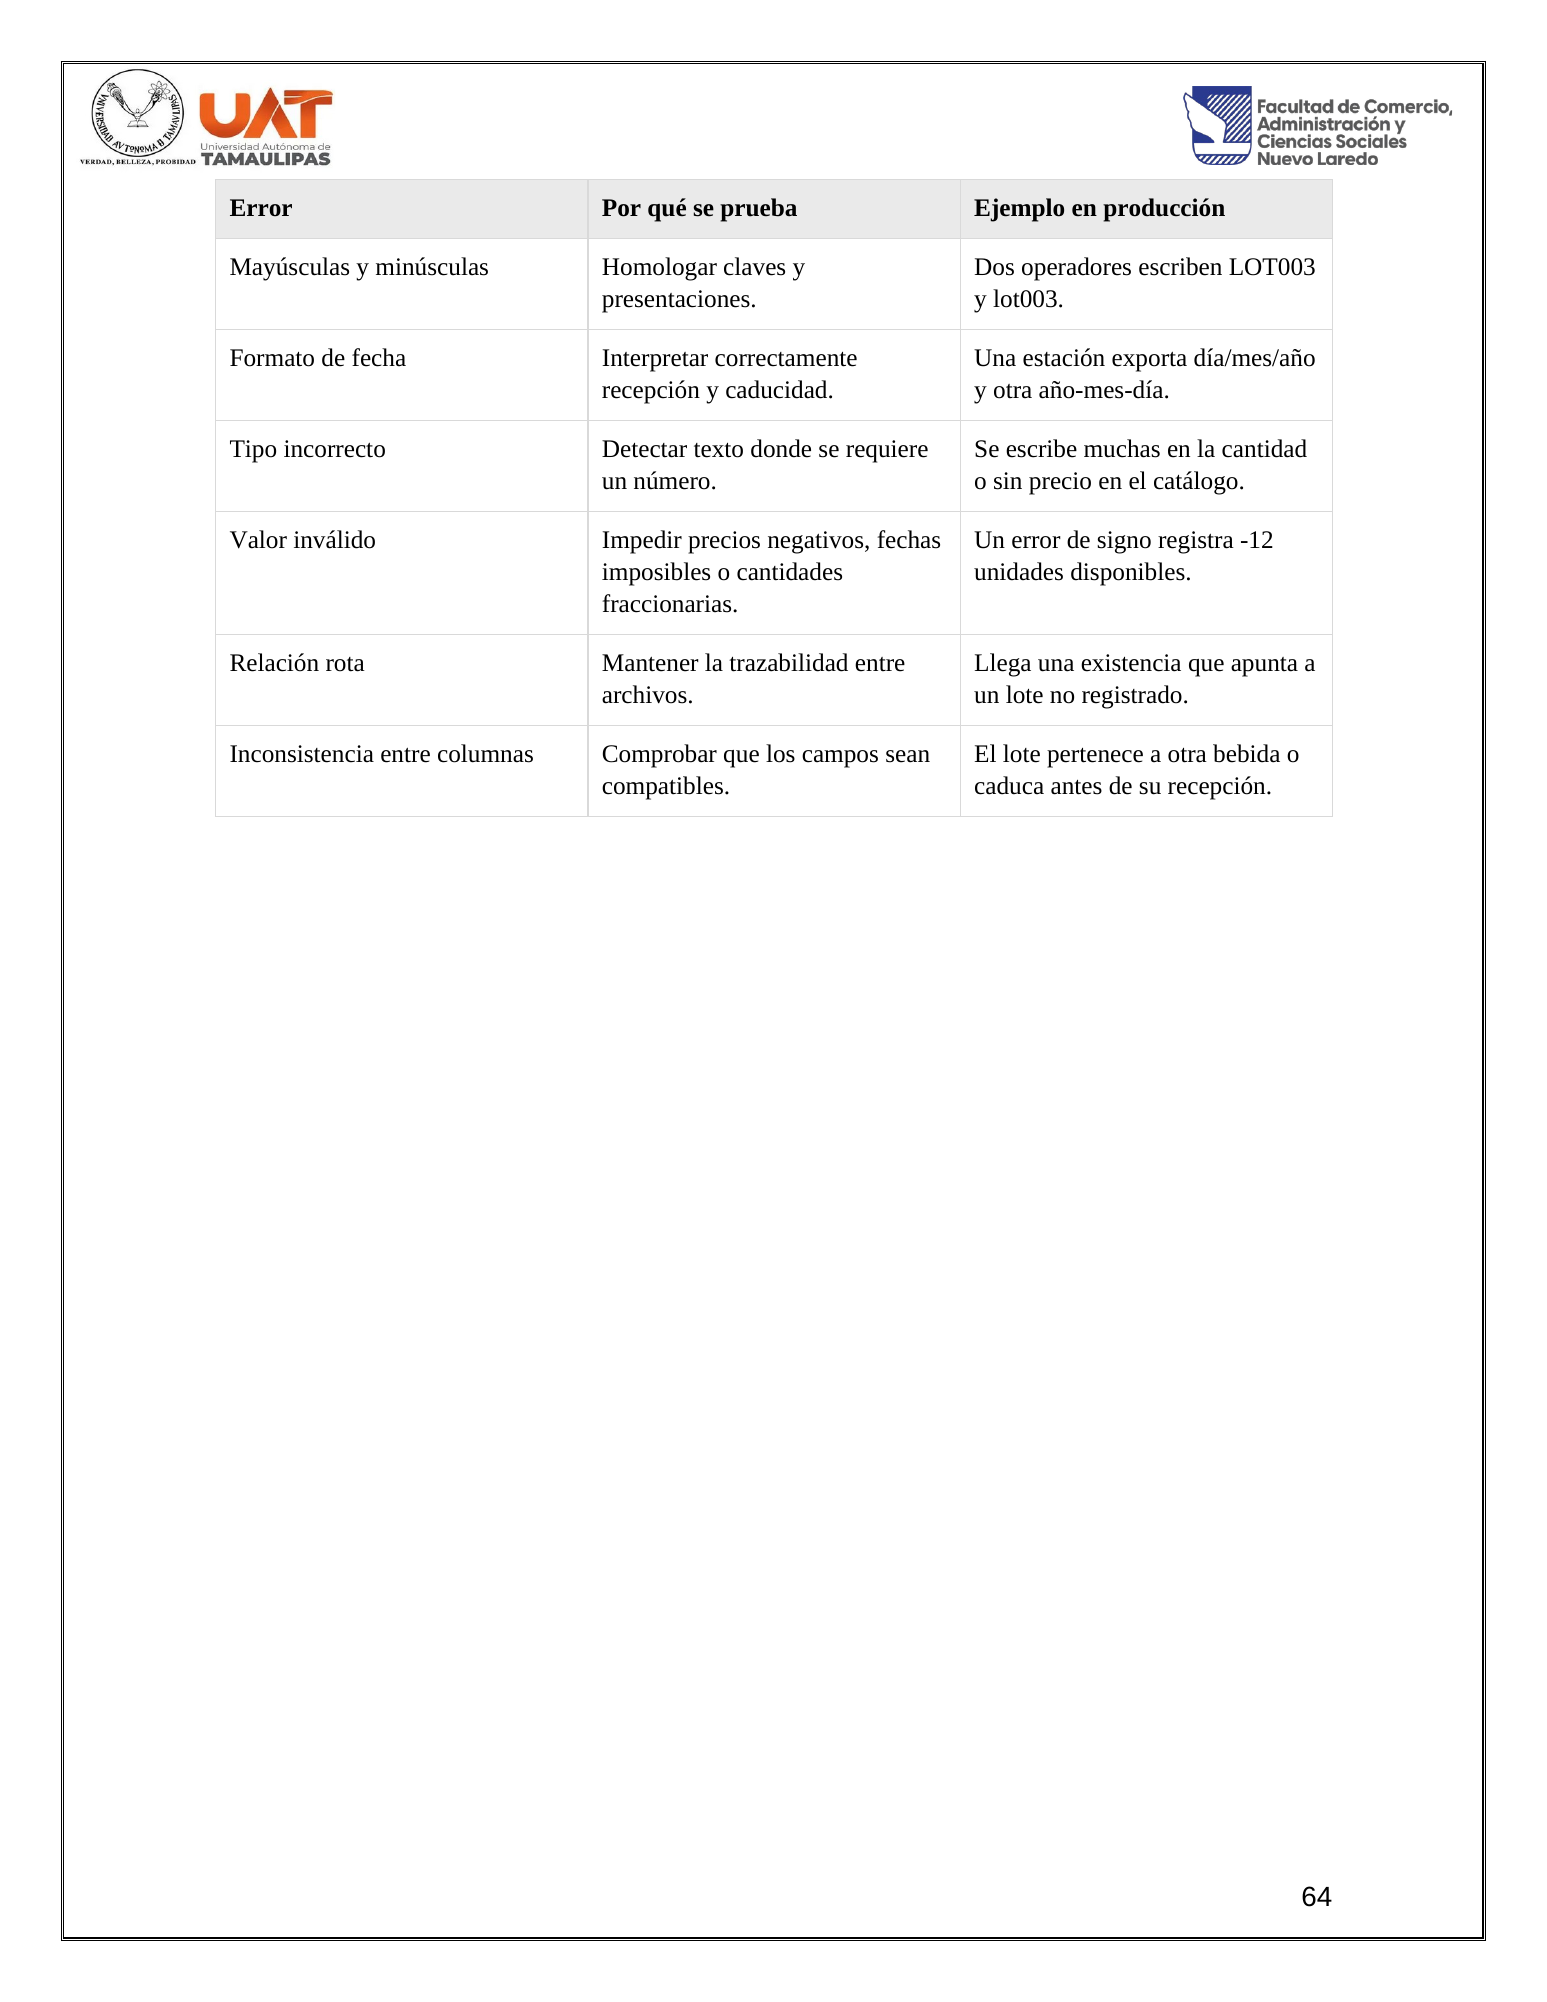 UNIVERSIDAD AVTONOMA D TAMAVLIPAS
VERDAD, BELLEZA, PROBIDAD
UAT
Universidad Autónoma de
TAMAULIPAS
Facultad de Comercio,
Administración y
Ciencias Sociales
Nuevo Laredo
Error Por qué se prueba Ejemplo en producción
Mayúsculas y minúsculas Homologar claves y Dos operadores escriben LOT003
presentaciones. y lot003.
Formato de fecha Interpretar correctamente Una estación exporta día/mes/año
recepción y caducidad. y otra año-mes-día.
Tipo incorrecto Detectar texto donde se requiere Se escribe muchas en la cantidad
un número. o sin precio en el catálogo.
Valor inválido Impedir precios negativos, fechas Un error de signo registra -12
imposibles o cantidades unidades disponibles.
fraccionarias.
Relación rota Mantener la trazabilidad entre Llega una existencia que apunta a
archivos. un lote no registrado.
Inconsistencia entre columnas Comprobar que los campos sean El lote pertenece a otra bebida o
compatibles. caduca antes de su recepción.
64